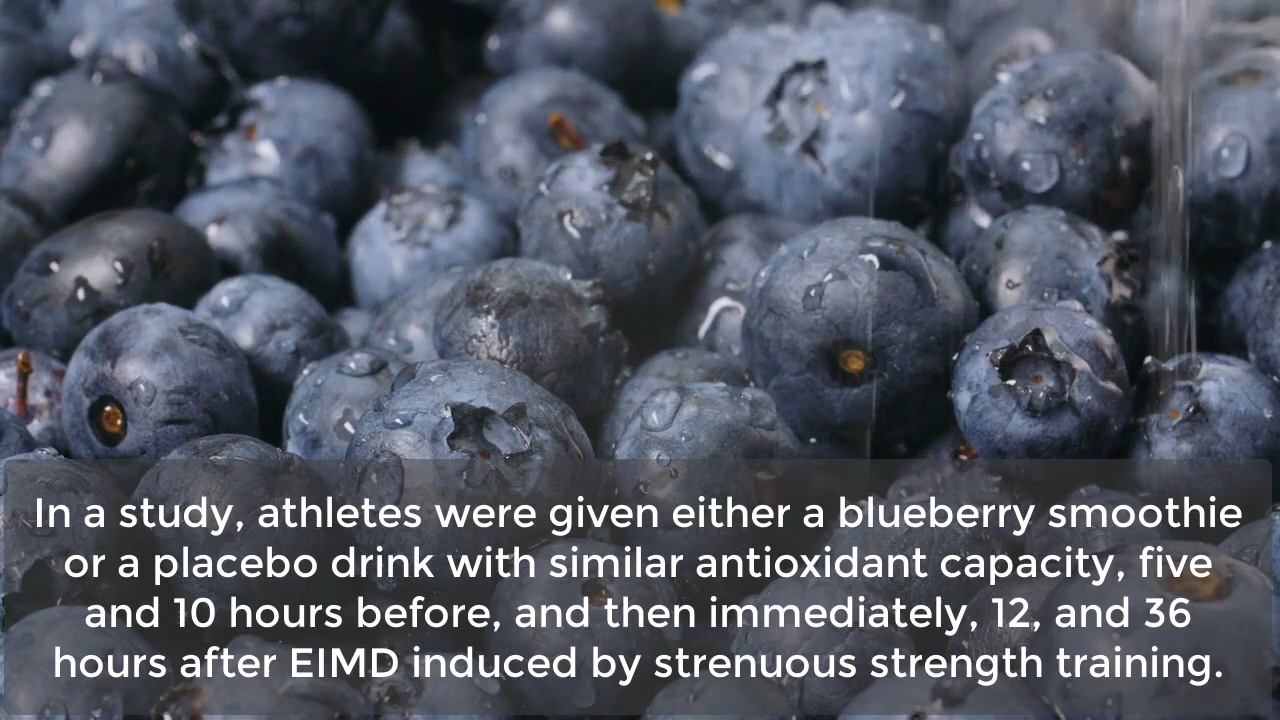 In a study, athletes were given either a blueberry smoothie
or a placebo drink with similar antioxidant capacity, five
and 10 hours before, and then immediately, 12, and 36
hours after EIMD induced by strenuous strength training.